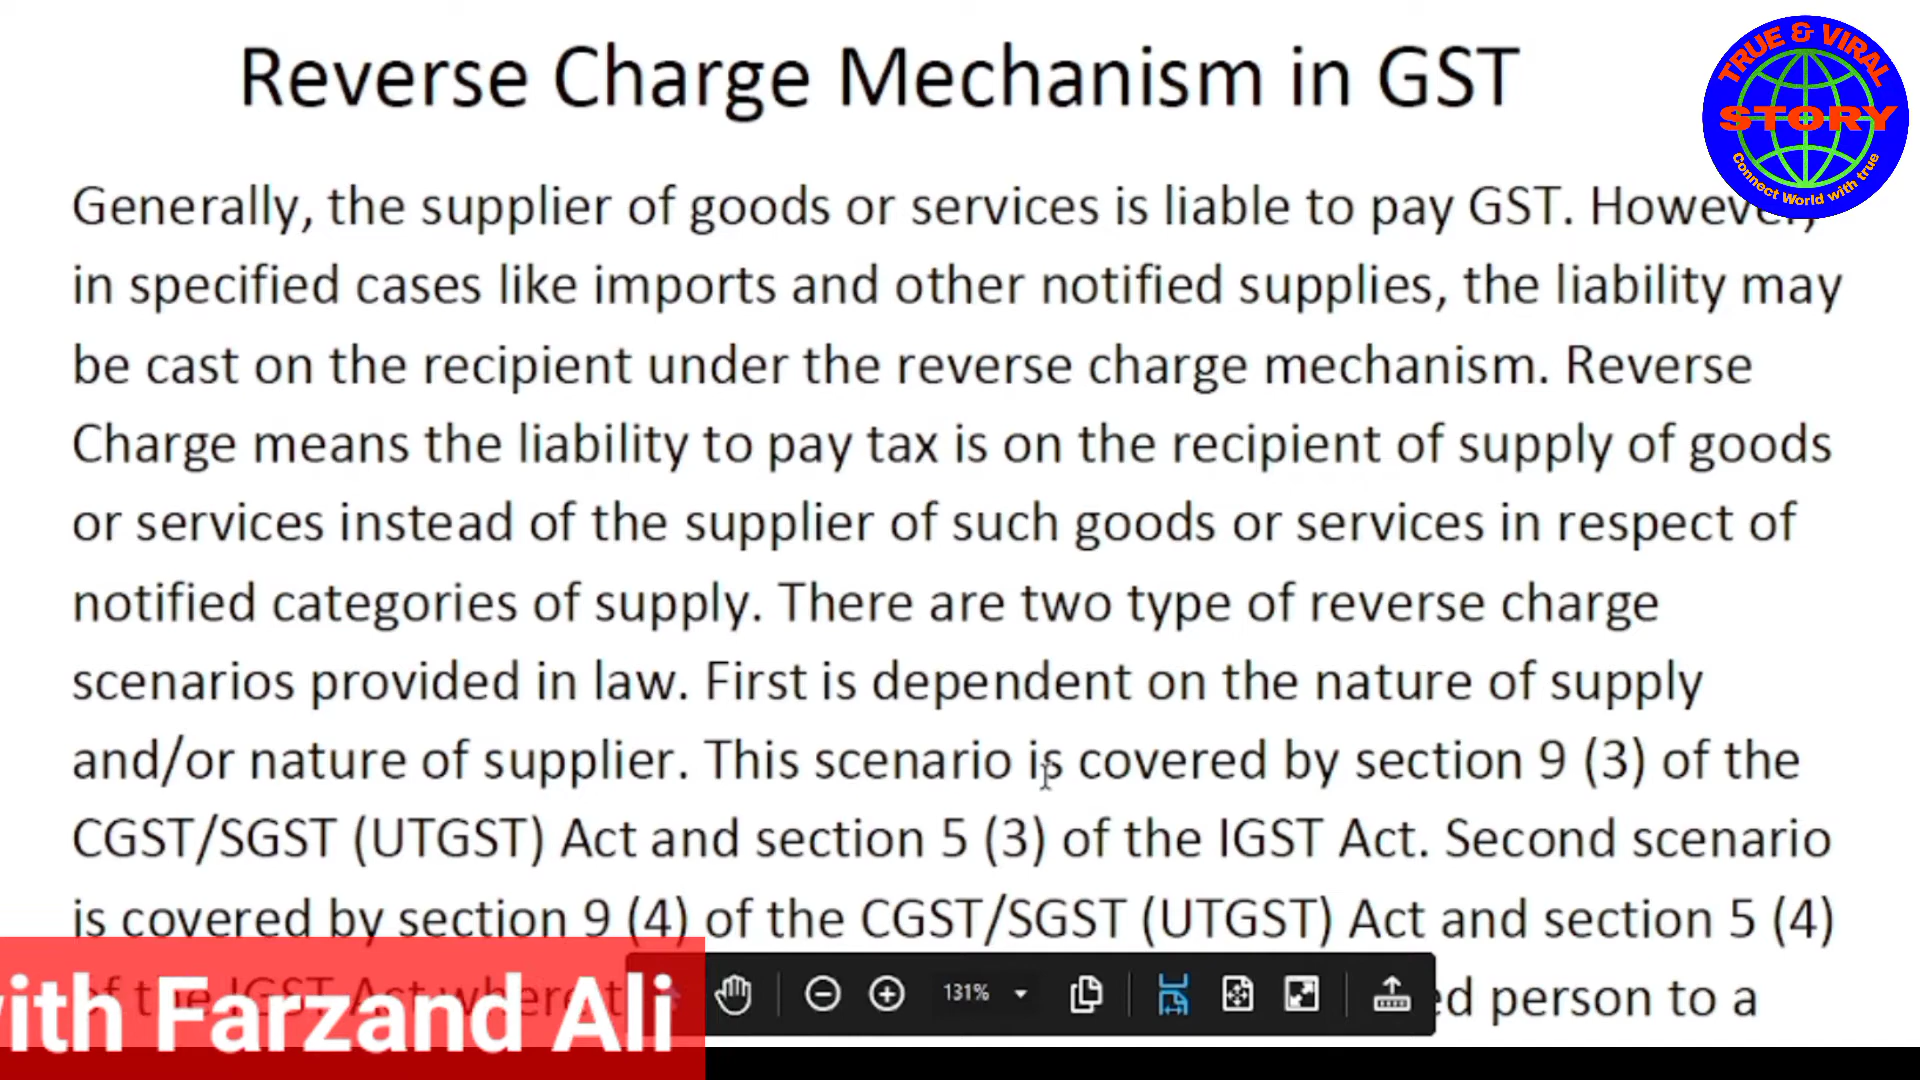 Reverse Charge Mechanism in GST
TRUE & VIRAL
STORY
Connect World with true
Generally, the supplier of goods or services is liable to pay GST. However,
in specified cases like imports and other notified supplies, the liability may
be cast on the recipient under the reverse charge mechanism. Reverse
Charge means the liability to pay tax is on the recipient of supply of goods
or services instead of the supplier of such goods or services in respect of
notified categories of supply. There are two type of reverse charge
scenarios provided in law. First is dependent on the nature of supply
and/or nature of supplier. This scenario is covered by section 9 (3) of the
CGST/SGST (UTGST) Act and section 5 (3) of the IGST Act. Second scenario
is covered by section 9 (4) of the CGST/SGST (UTGST) Act and section 5 (4)
of the IGST Act where person to a
with Farzand Ali
131%